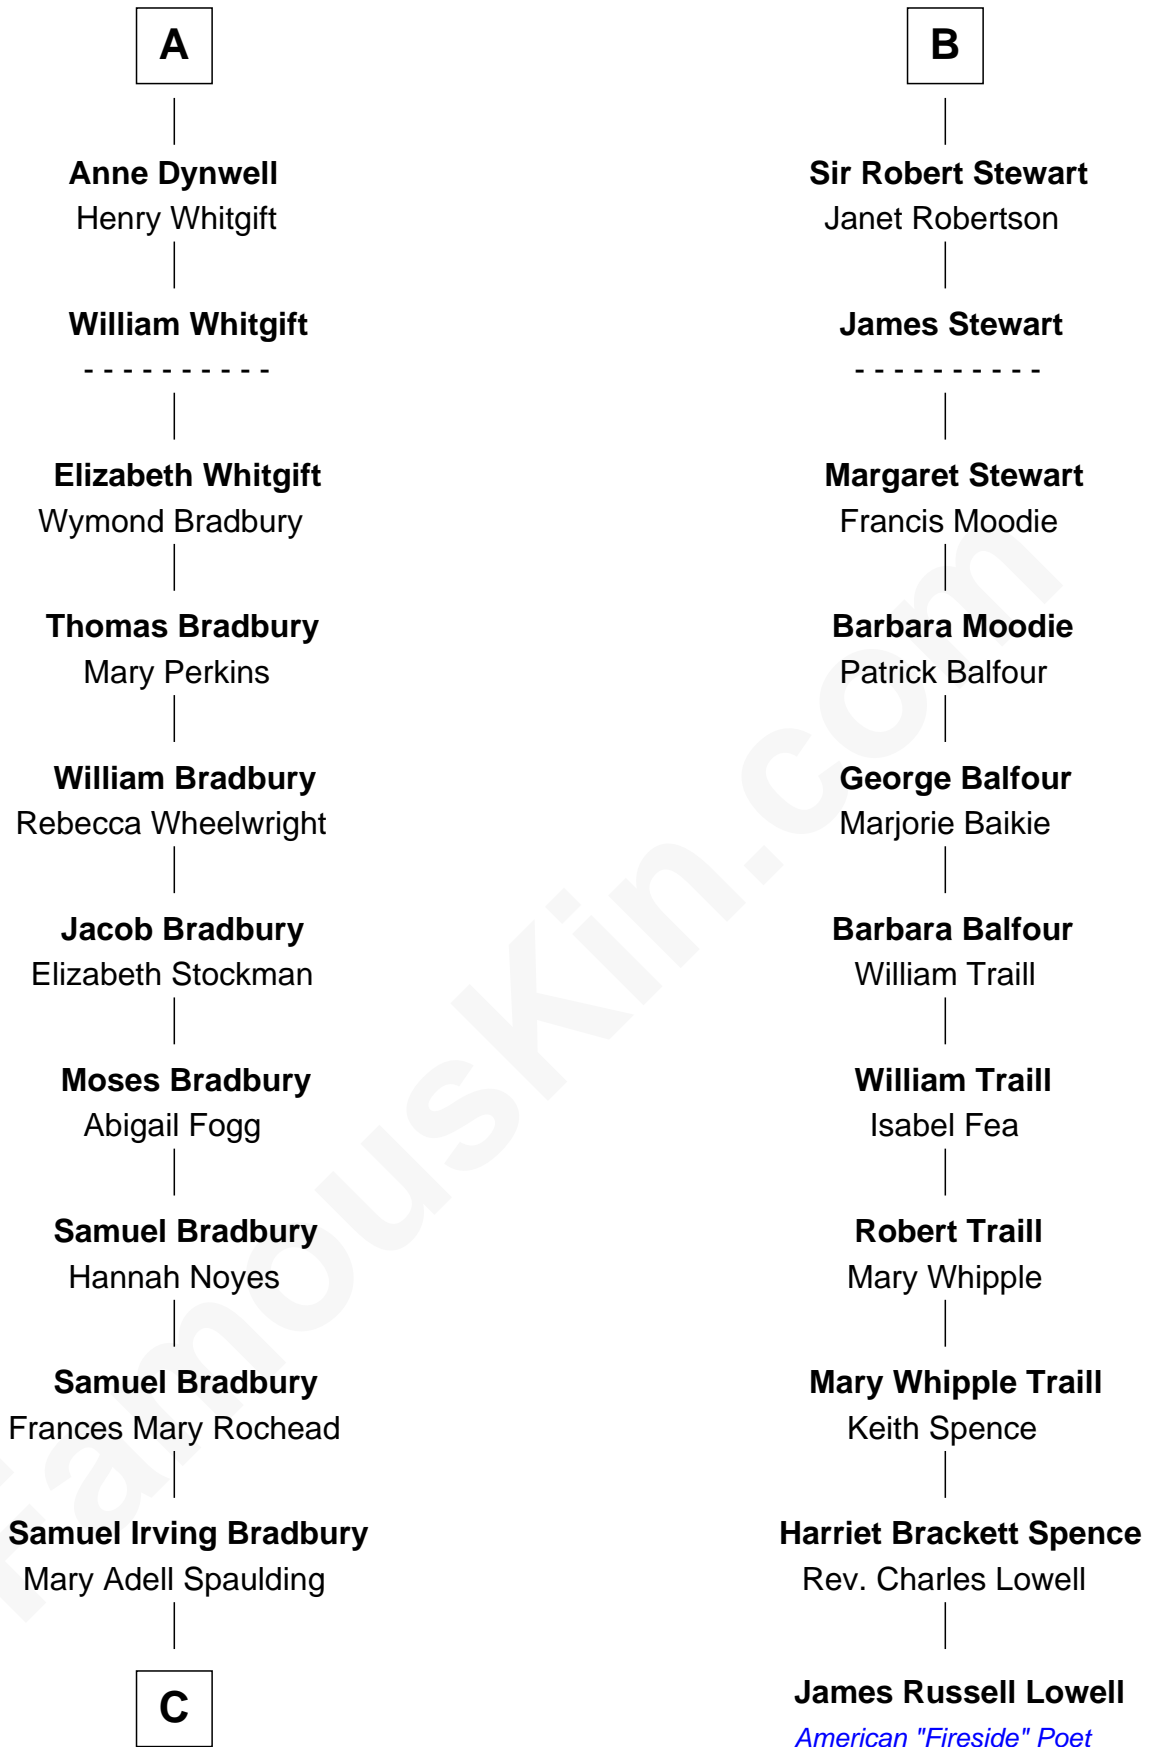 A
Anne Dynwell
Henry Whitgift
William Whitgift
- - - - - - - - - -
Elizabeth Whitgift
Wymond Bradbury
Thomas Bradbury
Mary Perkins
William Bradbury
Rebecca Wheelwright
Jacob Bradbury
Elizabeth Stockman
Moses Bradbury
Abigail Fogg
Samuel Bradbury
Hannah Noyes
Samuel Bradbury
Frances Mary Rochead
Samuel Irving Bradbury
Mary Adell Spaulding
C
B
Sir Robert Stewart
Janet Robertson
James Stewart
- - - - - - - - - -
Margaret Stewart
Francis Moodie
Barbara Moodie
Patrick Balfour
George Balfour
Marjorie Baikie
Barbara Balfour
William Traill
William Traill
Isabel Fea
Robert Traill
Mary Whipple
Mary Whipple Traill
Keith Spence
Harriet Brackett Spence
Rev. Charles Lowell
James Russell Lowell
American "Fireside" Poet
FamousKin.com